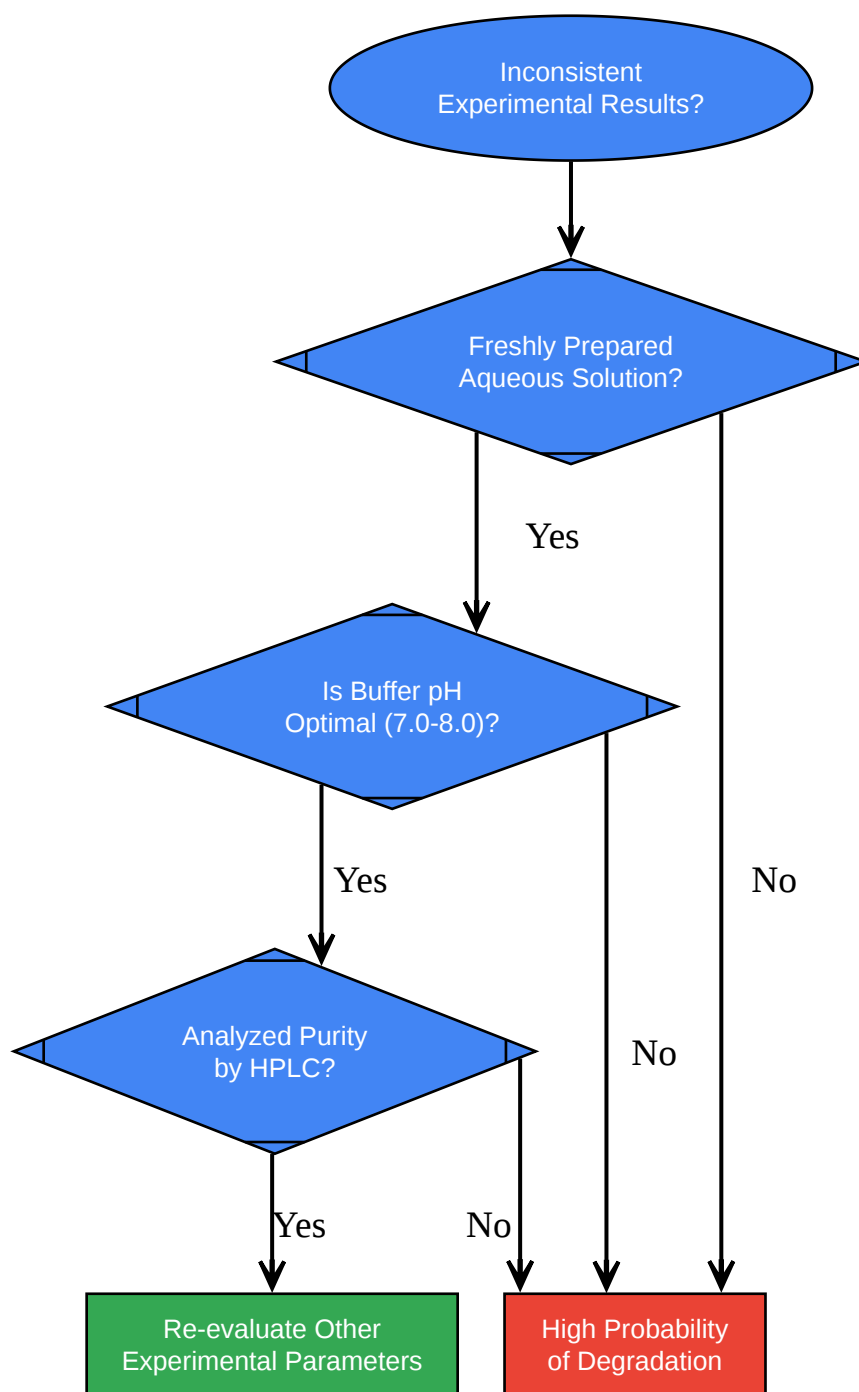 Inconsistent
Experimental Results?
Freshly Prepared
Aqueous Solution?
Yes
Is Buffer pH
Optimal (7.0-8.0)?
Yes
No
Analyzed Purity
by HPLC?
No
Yes
No
Re-evaluate Other
Experimental Parameters
High Probability
of Degradation